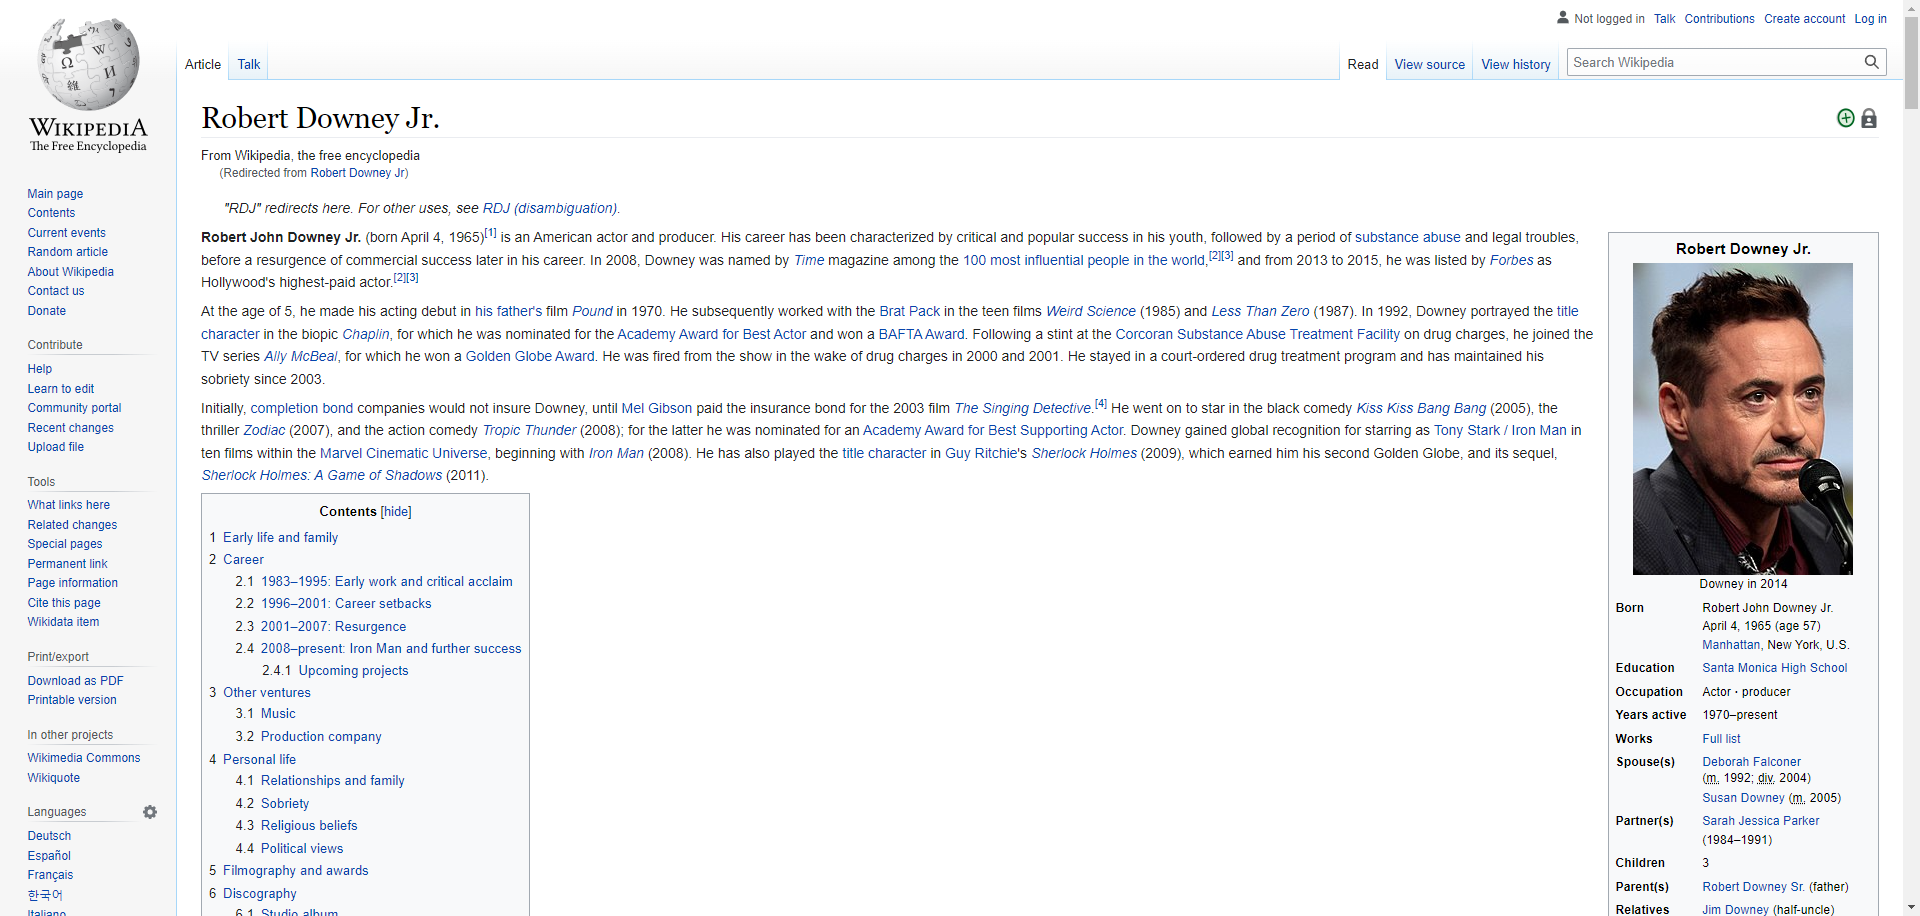 Not logged in Talk Contributions Create account Log in
Article Talk Read View source View history Search Wikipedia
WIKIPEDIA
The Free Encyclopedia
Main page
Contents
Current events
Random article
About Wikipedia
Contact us
Donate
Contribute
Help
Learn to edit
Community portal
Recent changes
Upload file
Tools
What links here
Related changes
Special pages
Permanent link
Page information
Cite this page
Wikidata item
Print/export
Download as PDF
Printable version
In other projects
Wikimedia Commons
Wikiquote
Languages
Deutsch
Español
Français
한국어
Italiano
Robert Downey Jr.
From Wikipedia, the free encyclopedia
(Redirected from Robert Downey Jr)
"RDJ" redirects here. For other uses, see RDJ (disambiguation).
Robert John Downey Jr. (born April 4, 1965)[1] is an American actor and producer. His career has been characterized by critical and popular success in his youth, followed by a period of substance abuse and legal troubles,
before a resurgence of commercial success later in his career. In 2008, Downey was named by Time magazine among the 100 most influential people in the world,[2][3] and from 2013 to 2015, he was listed by Forbes as
Hollywood's highest-paid actor.[2][3]
At the age of 5, he made his acting debut in his father's film Pound in 1970. He subsequently worked with the Brat Pack in the teen films Weird Science (1985) and Less Than Zero (1987). In 1992, Downey portrayed the title
character in the biopic Chaplin, for which he was nominated for the Academy Award for Best Actor and won a BAFTA Award. Following a stint at the Corcoran Substance Abuse Treatment Facility on drug charges, he joined the
TV series Ally McBeal, for which he won a Golden Globe Award. He was fired from the show in the wake of drug charges in 2000 and 2001. He stayed in a court-ordered drug treatment program and has maintained his
sobriety since 2003.
Initially, completion bond companies would not insure Downey, until Mel Gibson paid the insurance bond for the 2003 film The Singing Detective.[4] He went on to star in the black comedy Kiss Kiss Bang Bang (2005), the
thriller Zodiac (2007), and the action comedy Tropic Thunder (2008); for the latter he was nominated for an Academy Award for Best Supporting Actor. Downey gained global recognition for starring as Tony Stark / Iron Man in
ten films within the Marvel Cinematic Universe, beginning with Iron Man (2008). He has also played the title character in Guy Ritchie's Sherlock Holmes (2009), which earned him his second Golden Globe, and its sequel,
Sherlock Holmes: A Game of Shadows (2011).
Contents [hide]
1 Early life and family
2 Career
2.1 1983–1995: Early work and critical acclaim
2.2 1996–2001: Career setbacks
2.3 2001–2007: Resurgence
2.4 2008–present: Iron Man and further success
2.4.1 Upcoming projects
3 Other ventures
3.1 Music
3.2 Production company
4 Personal life
4.1 Relationships and family
4.2 Sobriety
4.3 Religious beliefs
4.4 Political views
5 Filmography and awards
6 Discography
6.1 Studio album
Robert Downey Jr.
Downey in 2014
Born Robert John Downey Jr.
April 4, 1965 (age 57)
Manhattan, New York, U.S.
Education Santa Monica High School
Occupation Actor · producer
Years active 1970–present
Works Full list
Spouse(s) Deborah Falconer
(m. 1992; div. 2004)
Susan Downey (m. 2005)
Partner(s) Sarah Jessica Parker
(1984–1991)
Children 3
Parent(s) Robert Downey Sr. (father)
Relatives Jim Downey (half-uncle)